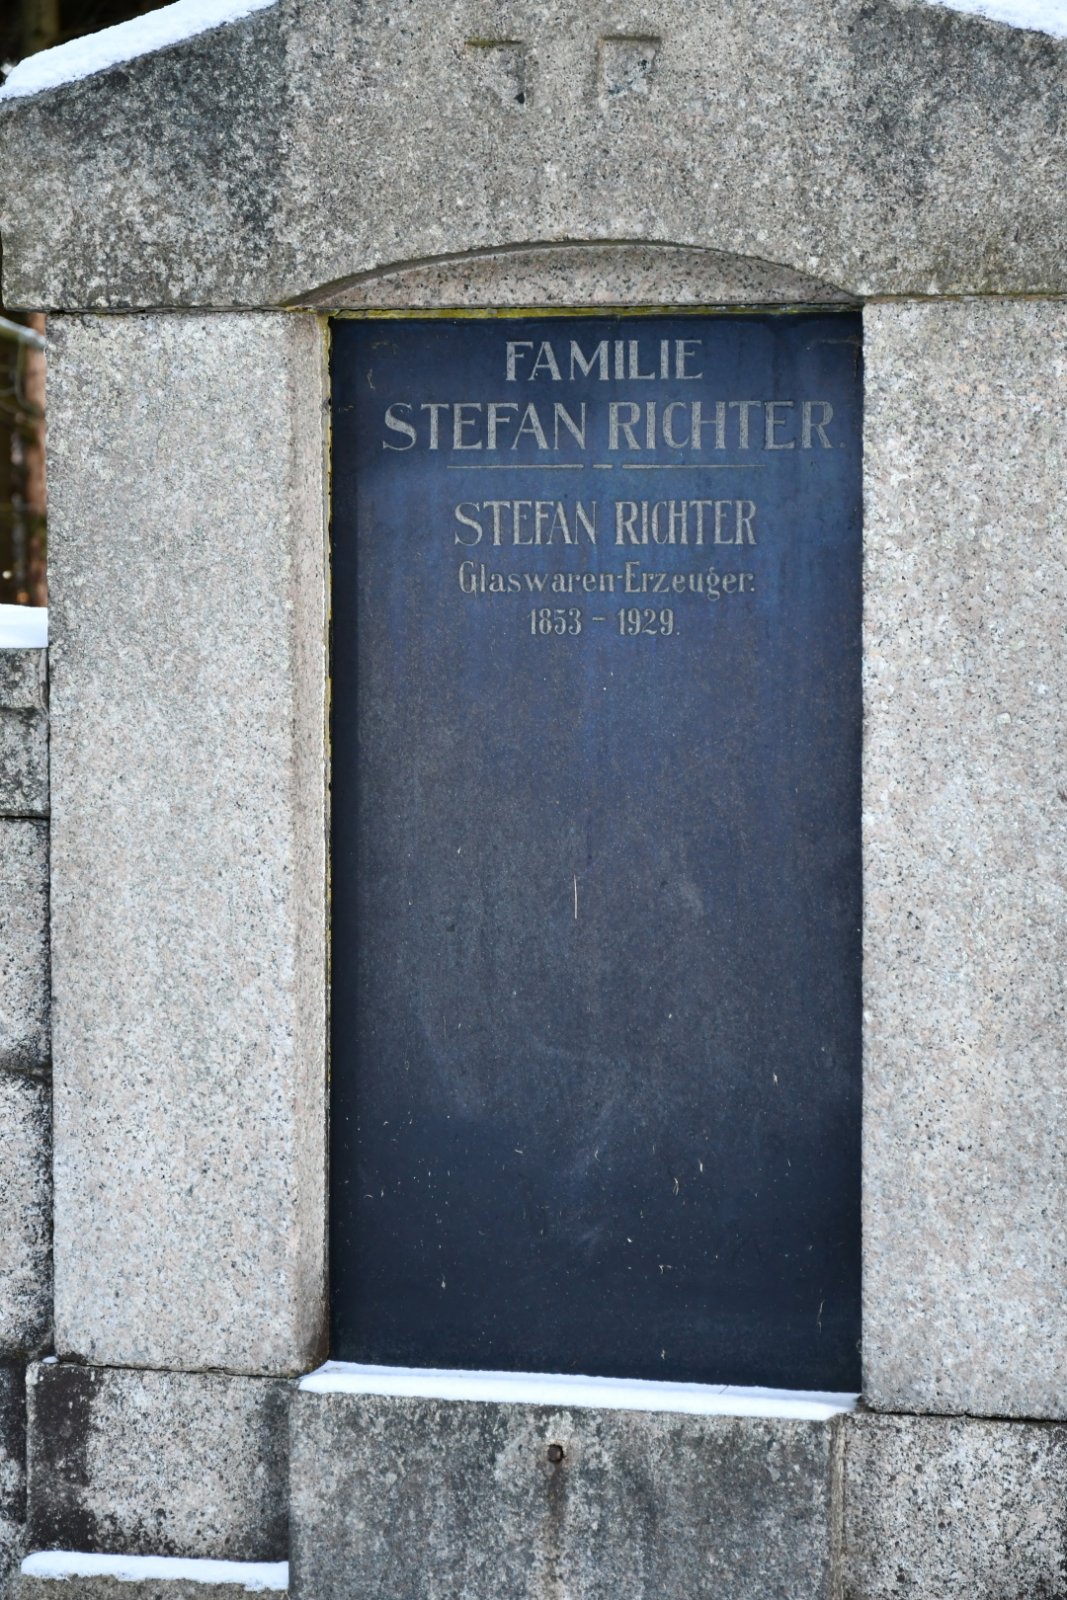 FAMILIE
STEFAN RICHTER.
STEFAN RICHTER
Glaswaren-Erzeuger.
1853 - 1929.